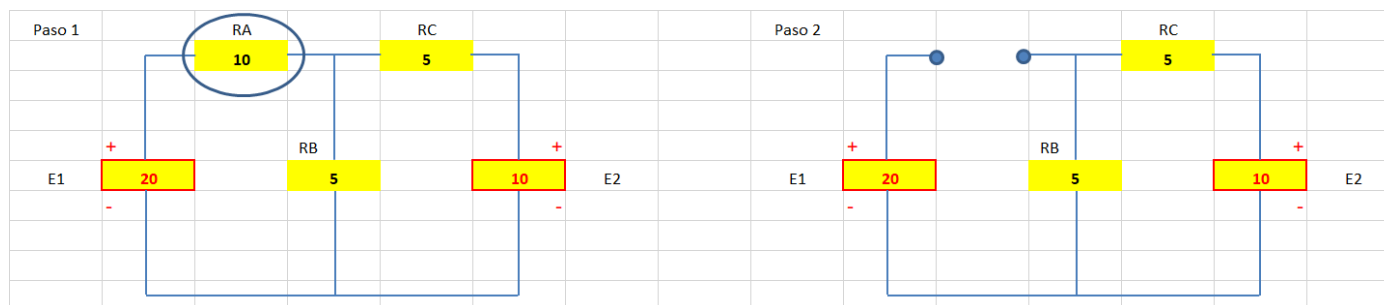 Paso 1 RA RC Paso 2 RC
10 5 5
+ + + +
RB RB
E1 20 5 10 E2 E1 20 5 10 E2
- - - -